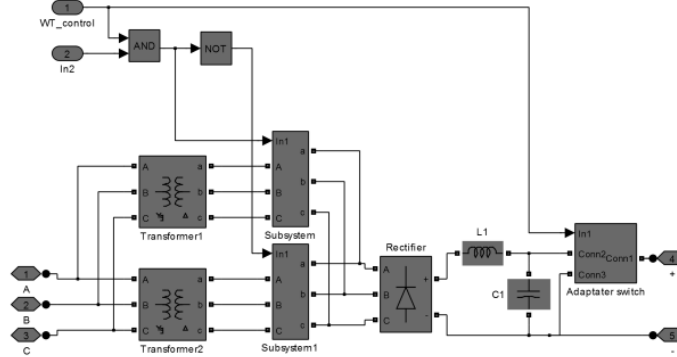 1
WT_control
2
In2
AND
NOT
In1
A a
B b
C c
Transformer1
a
A
b
B
c
C
Subsystem
1
A
2
B
3
C
A a
B b
C c
Transformer2
In1
a
A
b
B
c
C
Subsystem1
Rectifier
A
+
B
-
C
L1
C1
In1
Conn2
Conn1
Conn3
Adaptater switch
4
+
5
-